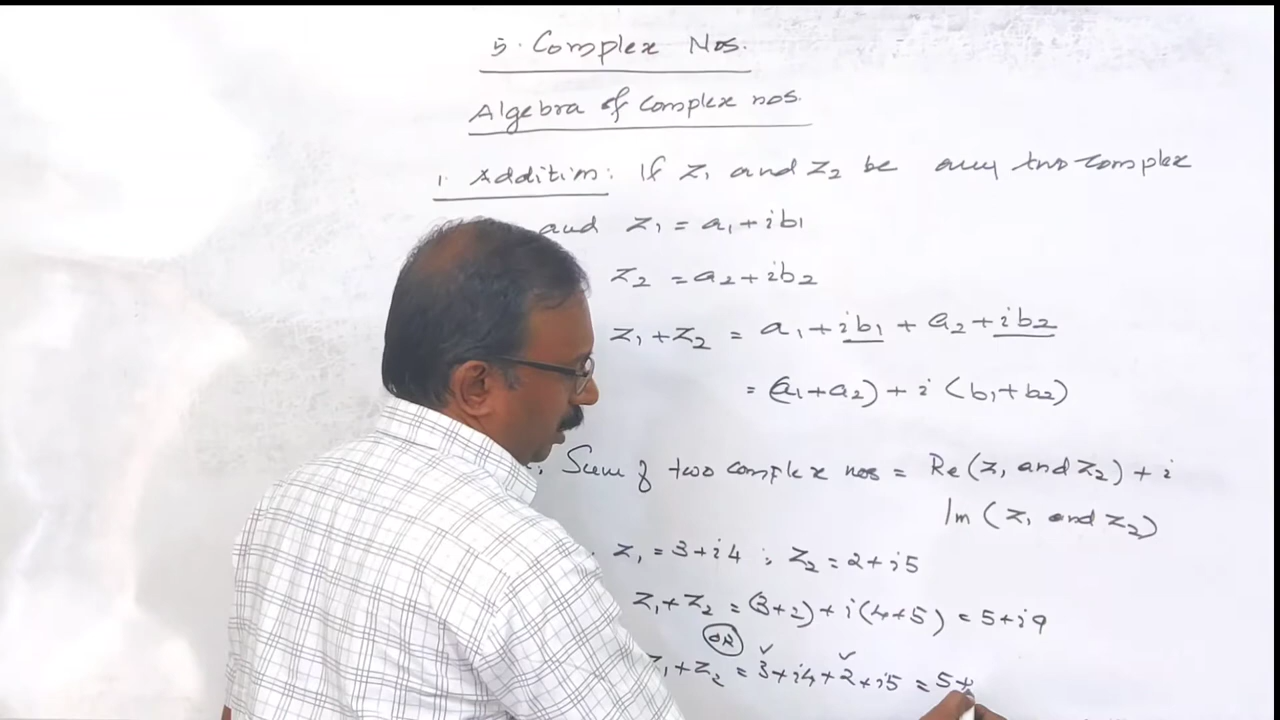 5. Complex Nos.
Algebra of complex nos.
1. Addition: If Z1 and Z2 be any two complex
and Z1 = a1 + ib1
Z2 = a2 + ib2
Z1 + Z2 = a1 + ib1 + a2 + ib2
= (a1 + a2) + i (b1 + b2)
Sum of two complex nos = Re (Z1 and Z2) + i
Im (Z1 and Z2)
Z1 = 3 + i4 ; Z2 = 2 + i5
Z1 + Z2 = (3+2) + i(4+5) = 5 + i9
OR
Z1 + Z2 = 3 + i4 + 2 + i5 = 5 +